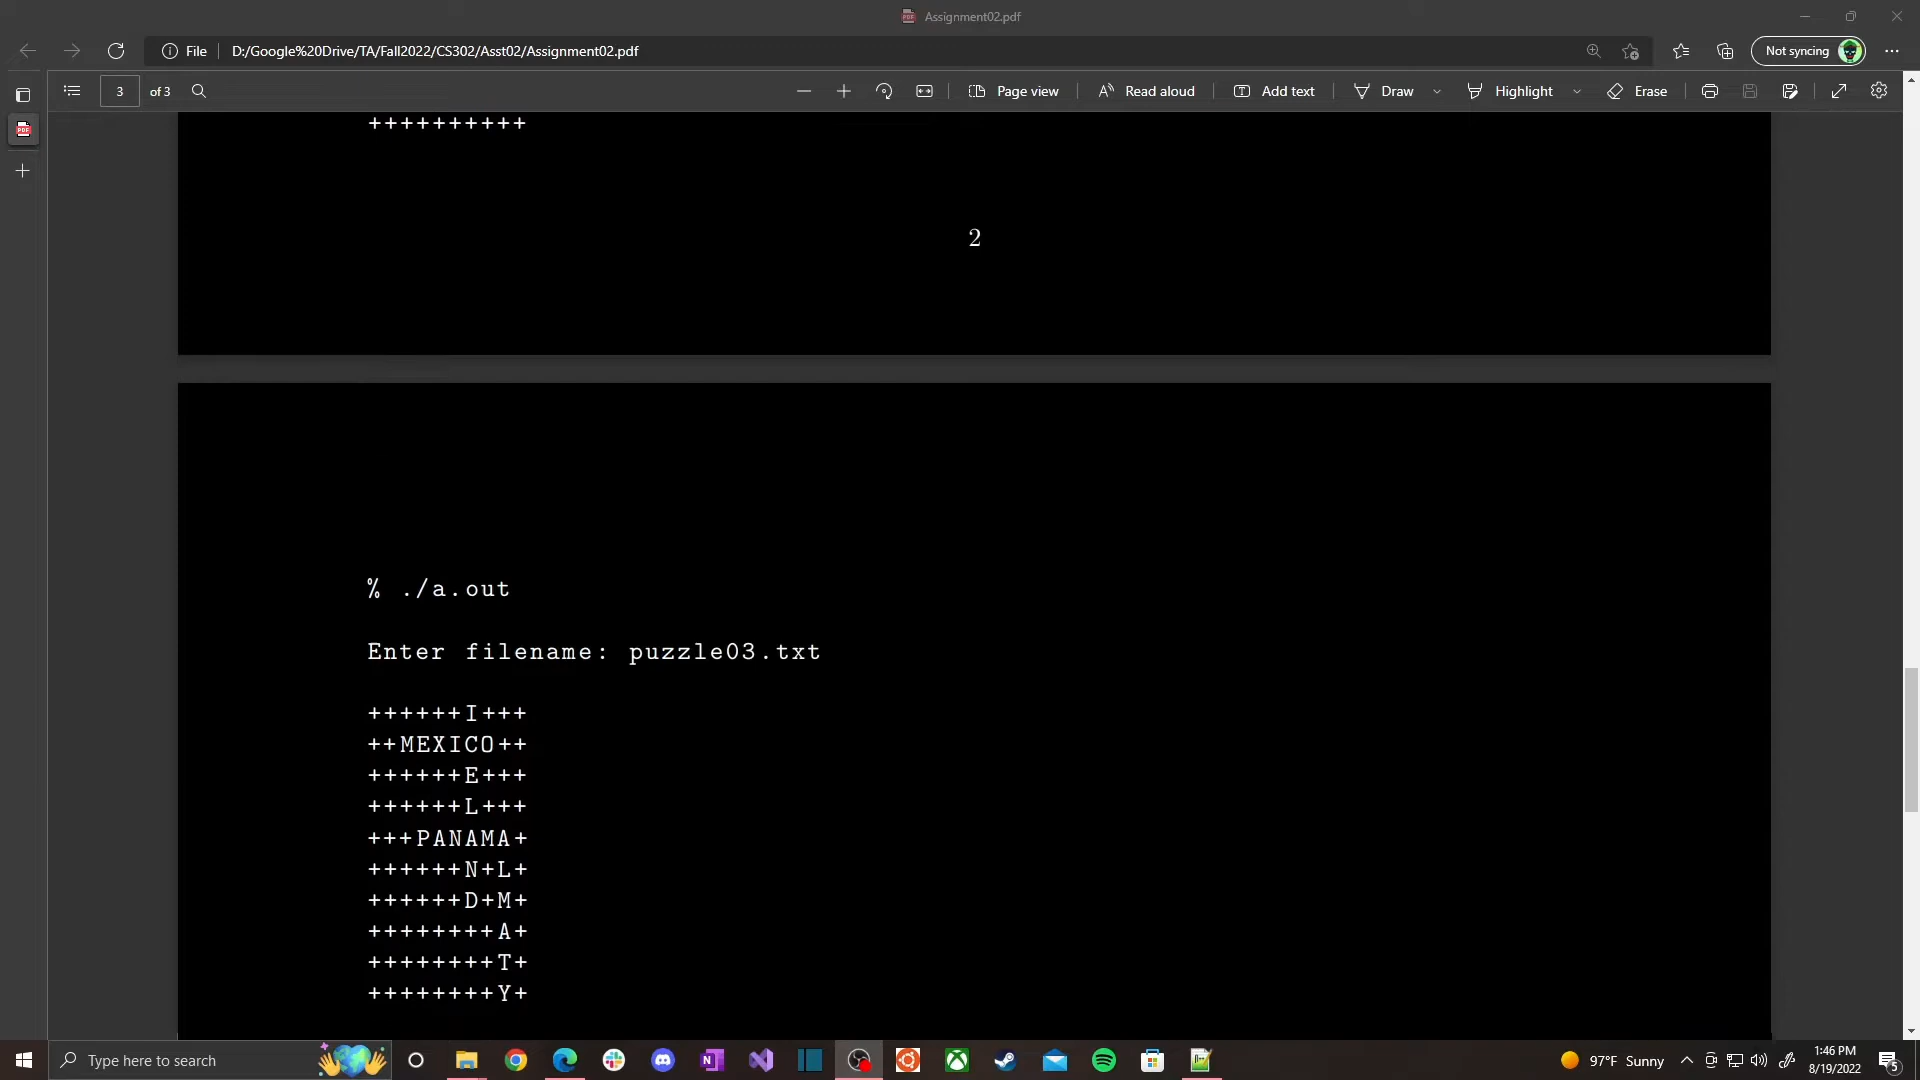 Assignment02.pdf
File
D:/Google%20Drive/TA/Fall2022/CS302/Asst02/Assignment02.pdf
Not syncing
3 of 3
Page view
Read aloud
Add text
Draw
Highlight
Erase
++++++++++
2
% ./a.out
Enter filename: puzzle03.txt
++++++I+++
++MEXICO++
++++++E+++
++++++L+++
+++PANAMA+
++++++N+L+
++++++D+M+
++++++++A+
++++++++T+
++++++++Y+
Type here to search
97°F Sunny
1:46 PM
8/19/2022
5